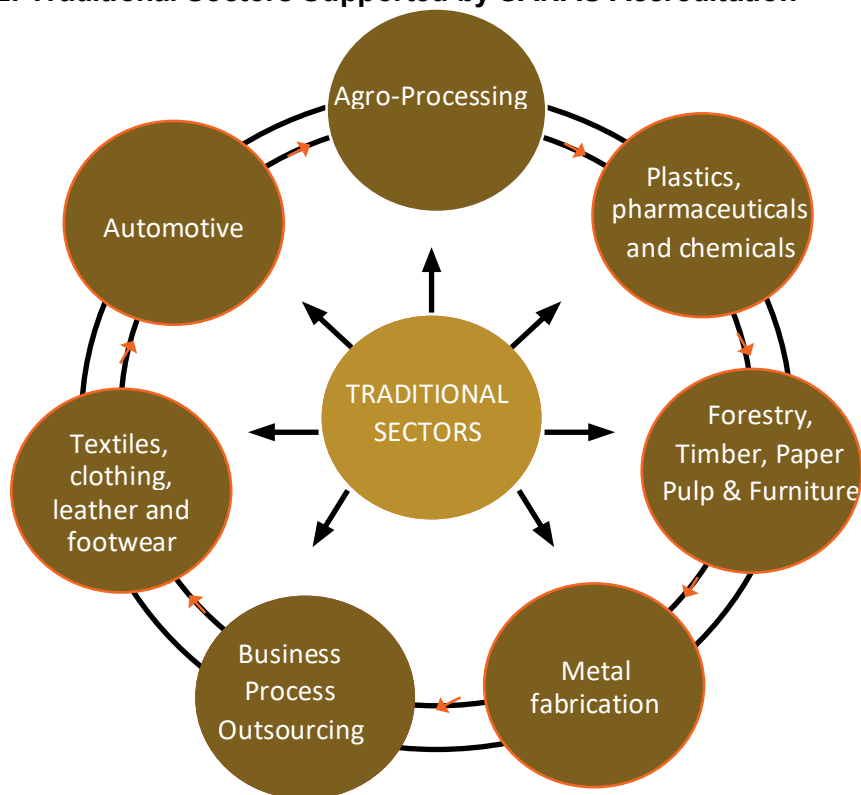 Agro-Processing
Plastics,
pharmaceuticals
and chemicals
Forestry,
Timber, Paper
Pulp & Furniture
Metal
fabrication
Business
Process
Outsourcing
Textiles,
clothing,
leather and
footwear
Automotive
TRADITIONAL
SECTORS